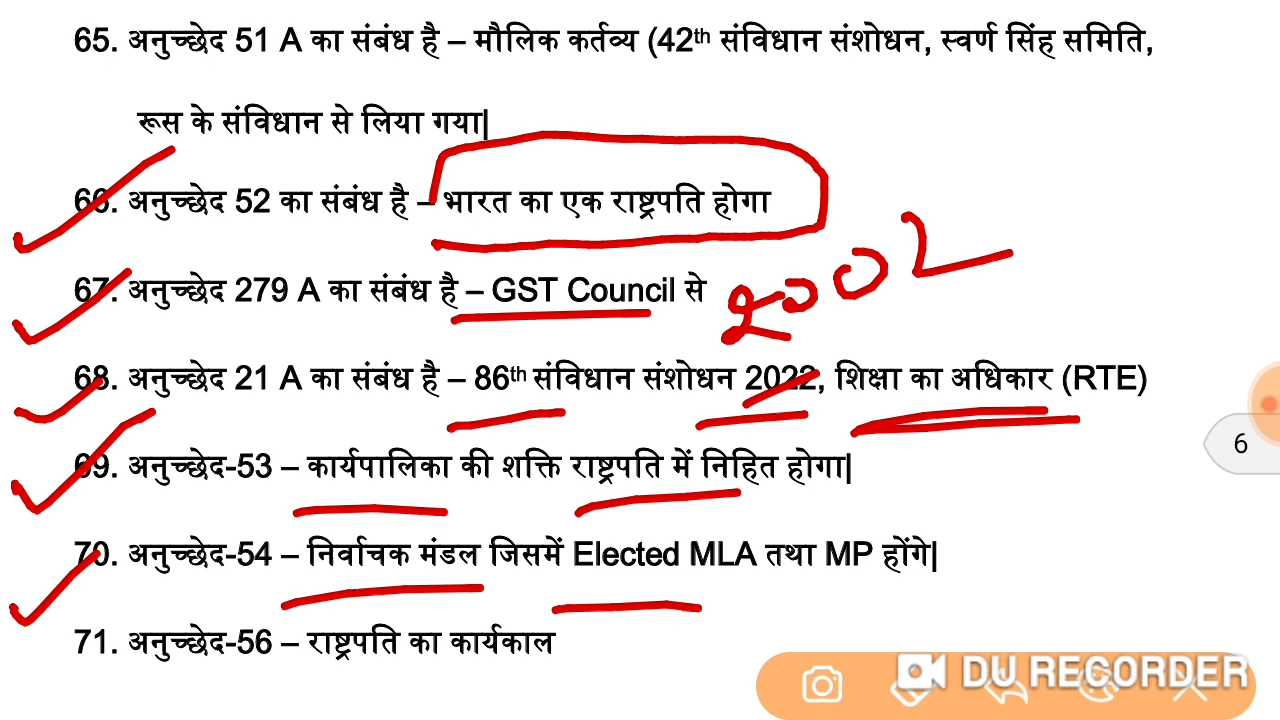 65. अनुच्छेद 51 A का संबंध है – मौलिक कर्तव्य (42th संविधान संशोधन, स्वर्ण सिंह समिति,
रूस के संविधान से लिया गया|
66. अनुच्छेद 52 का संबंध है – भारत का एक राष्ट्रपति होगा
67. अनुच्छेद 279 A का संबंध है – GST Council से
2002
68. अनुच्छेद 21 A का संबंध है – 86th संविधान संशोधन 2022, शिक्षा का अधिकार (RTE)
69. अनुच्छेद-53 – कार्यपालिका की शक्ति राष्ट्रपति में निहित होगा|
6
70. अनुच्छेद-54 – निर्वाचक मंडल जिसमें Elected MLA तथा MP होंगे|
71. अनुच्छेद-56 – राष्ट्रपति का कार्यकाल
DU RECORDER